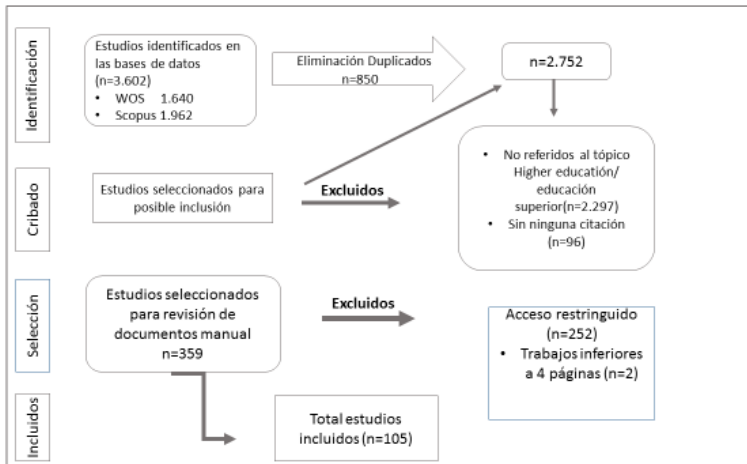 Identificación
Estudios identificados en
las bases de datos
(n=3.602)
• WOS 1.640
• Scopus 1.962
Eliminación Duplicados
n=850
n=2.752
Cribado
Estudios seleccionados para
posible inclusión
Excluidos
• No referidos al tópico
Higher educatión/
educación
superior(n=2.297)
• Sin ninguna citación
(n=96)
Selección
Estudios seleccionados
para revisión de
documentos manual
n=359
Excluidos
Acceso restringuido
(n=252)
• Trabajos inferiores
a 4 páginas (n=2)
Incluidos
Total estudios
incluidos (n=105)